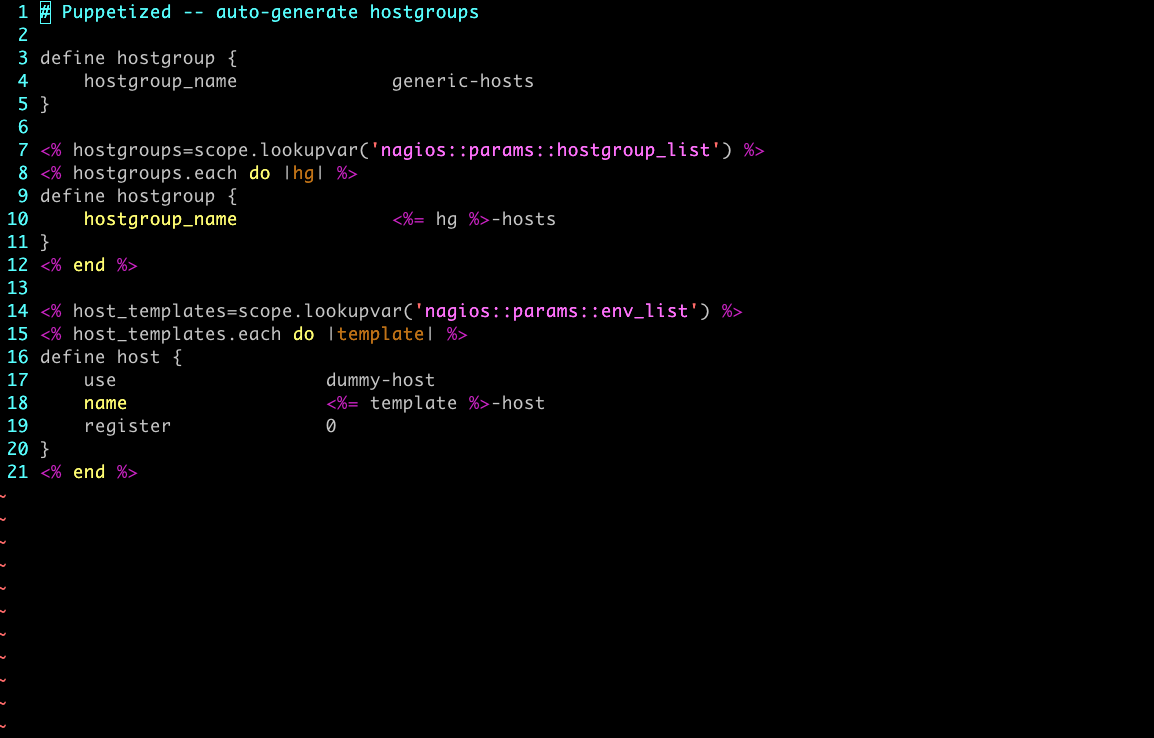 1 # Puppetized -- auto-generate hostgroups
2
3 define hostgroup {
4     hostgroup_name              generic-hosts
5 }
6
7 <% hostgroups=scope.lookupvar('nagios::params::hostgroup_list') %>
8 <% hostgroups.each do |hg| %>
9 define hostgroup {
10     hostgroup_name              <%= hg %>-hosts
11 }
12 <% end %>
13
14 <% host_templates=scope.lookupvar('nagios::params::env_list') %>
15 <% host_templates.each do |template| %>
16 define host {
17     use                   dummy-host
18     name                  <%= template %>-host
19     register              0
20 }
21 <% end %>
~
~
~
~
~
~
~
~
~
~
~